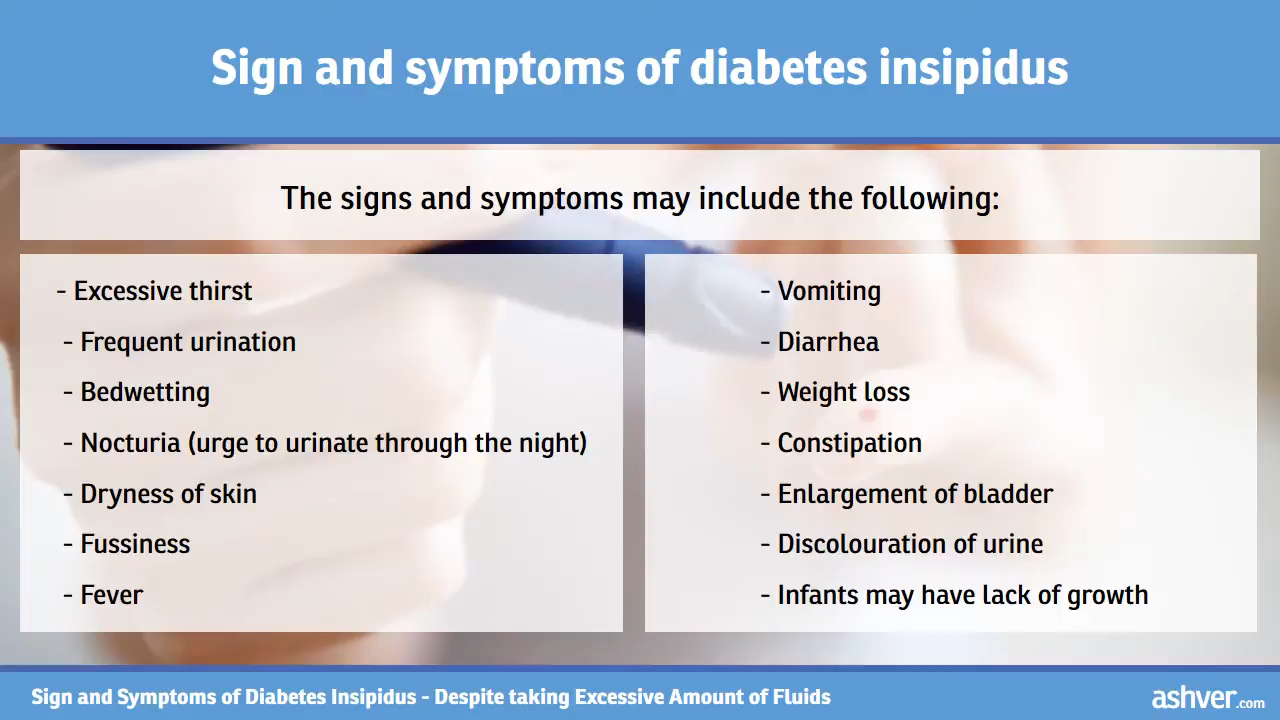 Sign and symptoms of diabetes insipidus
The signs and symptoms may include the following:
- Excessive thirst
- Frequent urination
- Bedwetting
- Nocturia (urge to urinate through the night)
- Dryness of skin
- Fussiness
- Fever
- Vomiting
- Diarrhea
- Weight loss
- Constipation
- Enlargement of bladder
- Discolouration of urine
- Infants may have lack of growth
Sign and Symptoms of Diabetes Insipidus - Despite taking Excessive Amount of Fluids
ashver.com